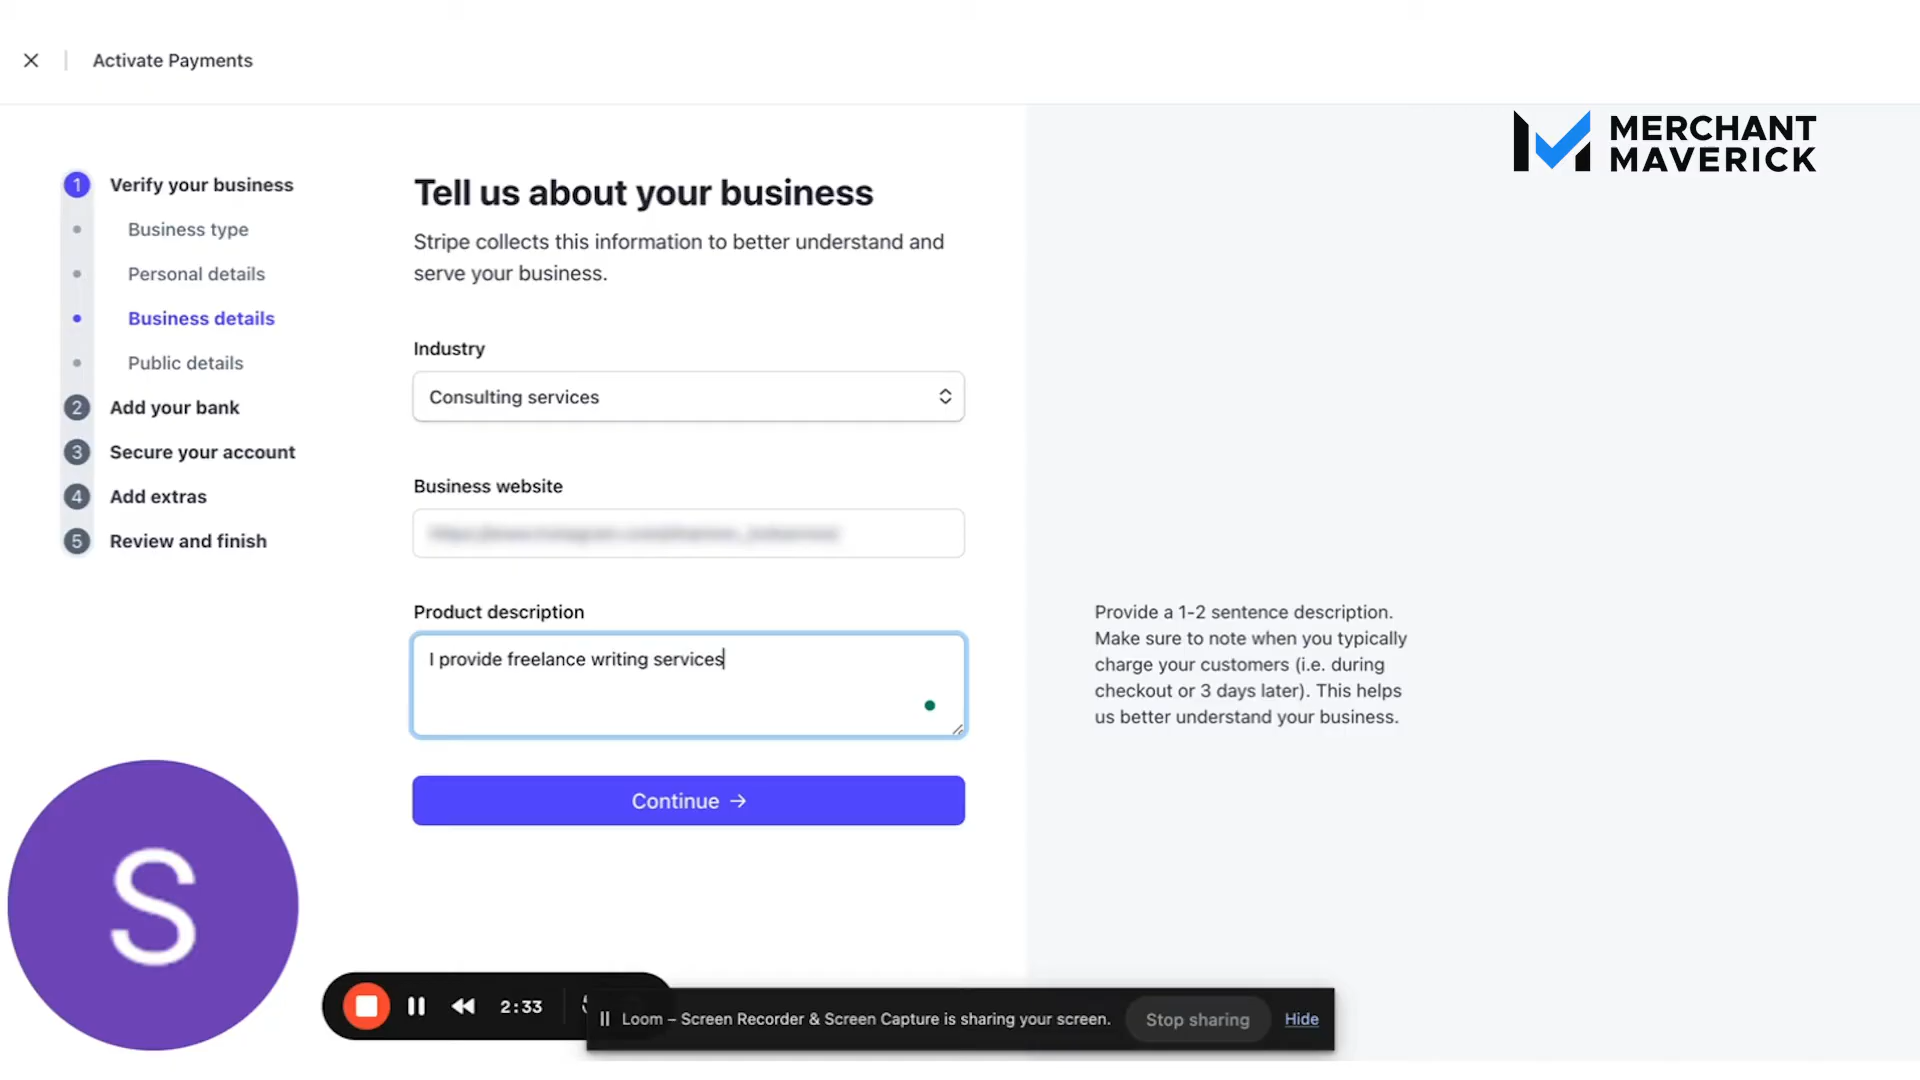 Activate Payments
MERCHANT
MAVERICK
1 Verify your business
Business type
Personal details
Business details
Public details
2 Add your bank
3 Secure your account
4 Add extras
5 Review and finish
Tell us about your business
Stripe collects this information to better understand and
serve your business.
Industry
Consulting services
Business website
Product description
I provide freelance writing services
Continue →
Provide a 1-2 sentence description.
Make sure to note when you typically
charge your customers (i.e. during
checkout or 3 days later). This helps
us better understand your business.
S
2:33
Loom – Screen Recorder & Screen Capture is sharing your screen.
Stop sharing
Hide